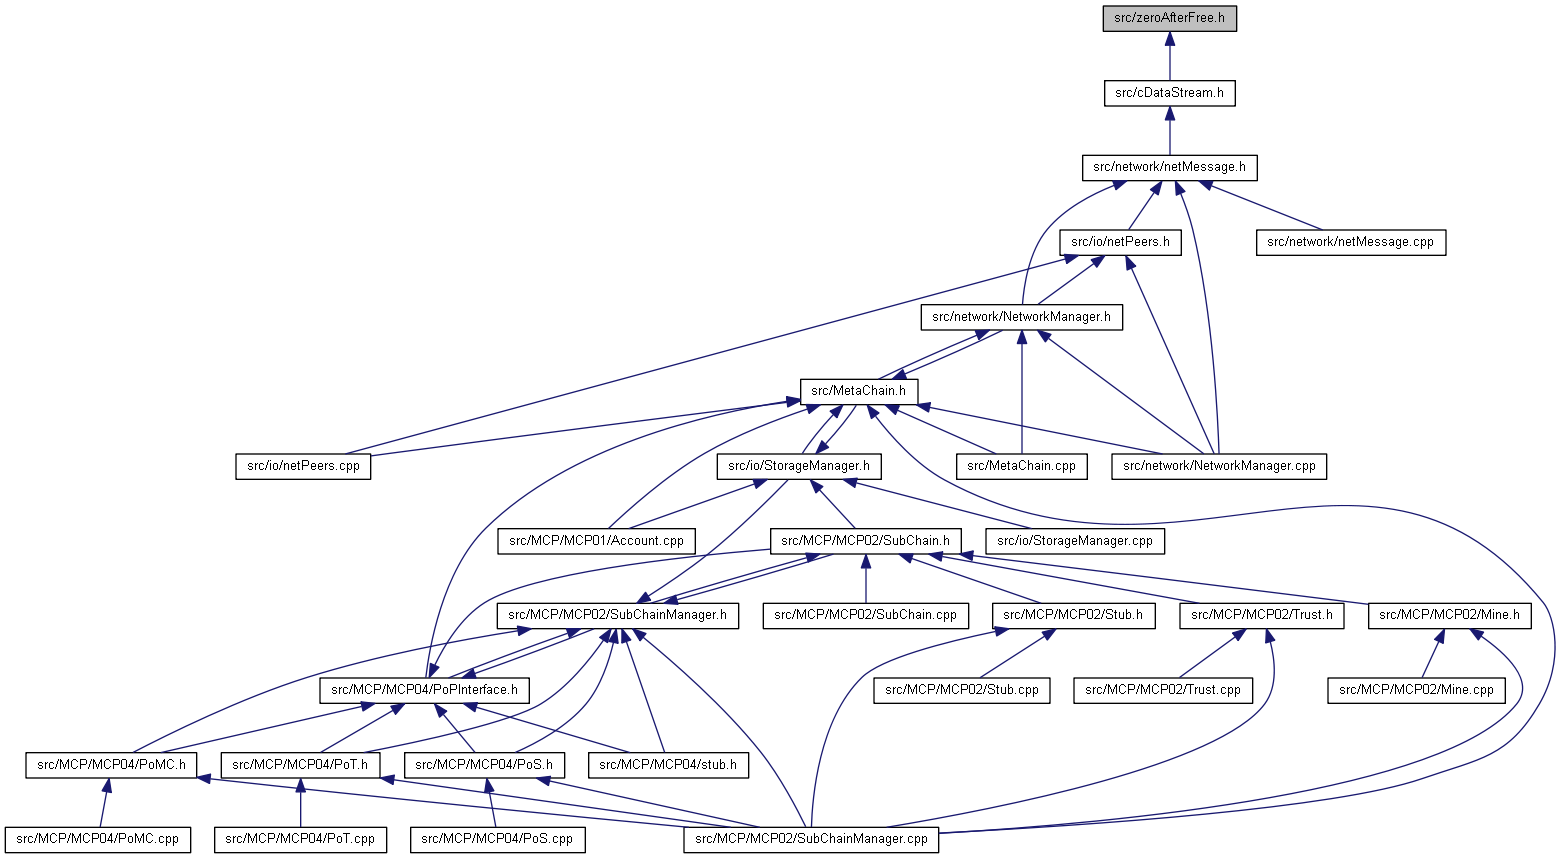 src/zeroAfterFree.h
src/cDataStream.h
src/network/netMessage.h
src/io/netPeers.h
src/network/netMessage.cpp
src/network/NetworkManager.h
src/MetaChain.h
src/io/netPeers.cpp
src/io/StorageManager.h
src/MetaChain.cpp
src/network/NetworkManager.cpp
src/MCP/MCP01/Account.cpp
src/MCP/MCP02/SubChain.h
src/io/StorageManager.cpp
src/MCP/MCP02/SubChainManager.h
src/MCP/MCP02/SubChain.cpp
src/MCP/MCP02/Stub.h
src/MCP/MCP02/Trust.h
src/MCP/MCP02/Mine.h
src/MCP/MCP04/PoPInterface.h
src/MCP/MCP02/Stub.cpp
src/MCP/MCP02/Trust.cpp
src/MCP/MCP02/Mine.cpp
src/MCP/MCP04/PoMC.h
src/MCP/MCP04/PoT.h
src/MCP/MCP04/PoS.h
src/MCP/MCP04/stub.h
src/MCP/MCP04/PoMC.cpp
src/MCP/MCP04/PoT.cpp
src/MCP/MCP04/PoS.cpp
src/MCP/MCP02/SubChainManager.cpp